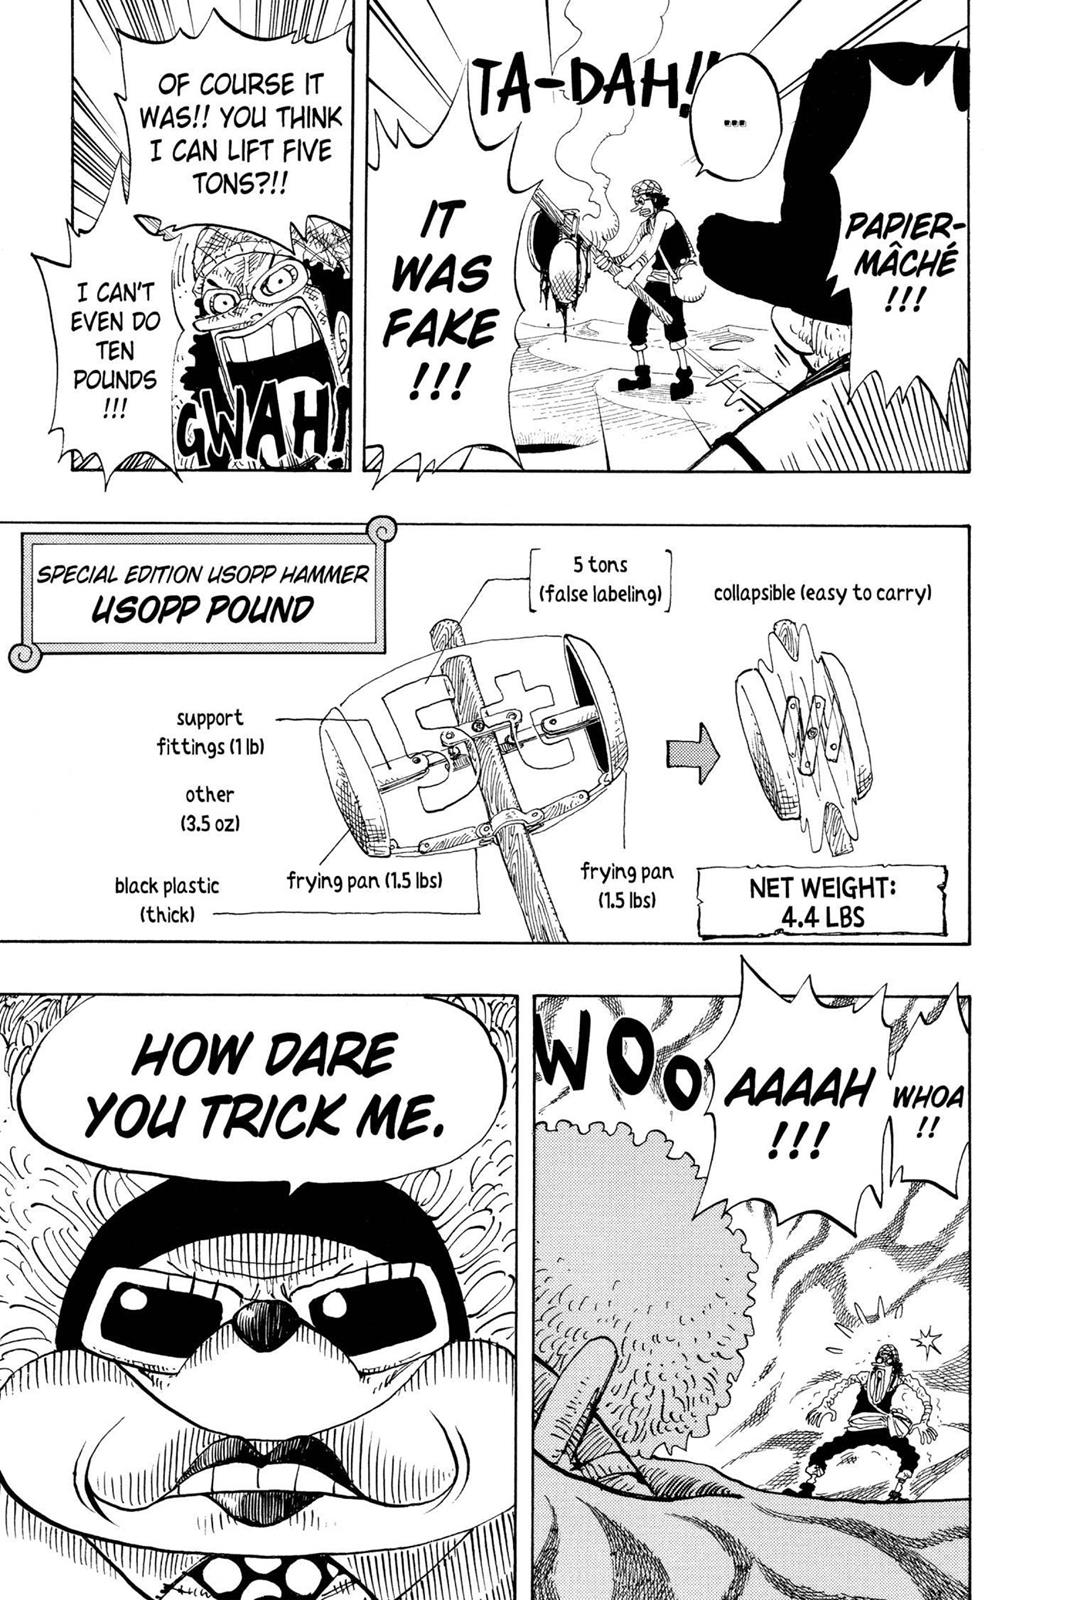 PAPIER-
MÂCHÉ
!!!
...
TA-DAH!!
IT
WAS
FAKE
!!!
OF COURSE IT
WAS!! YOU THINK
I CAN LIFT FIVE
TONS?!!
I CAN'T
EVEN DO
TEN
POUNDS
!!!
GWAH!
SPECIAL EDITION USOPP HAMMER
USOPP POUND
5 tons
(false labeling)
collapsible (easy to carry)
support
fittings (1 lb)
other
(3.5 oz)
black plastic
(thick)
frying pan (1.5 lbs)
frying pan
(1.5 lbs)
5t
NET WEIGHT:
4.4 LBS
WHOA
!!
AAAAH
!!!
WOO
HOW DARE
YOU TRICK ME.